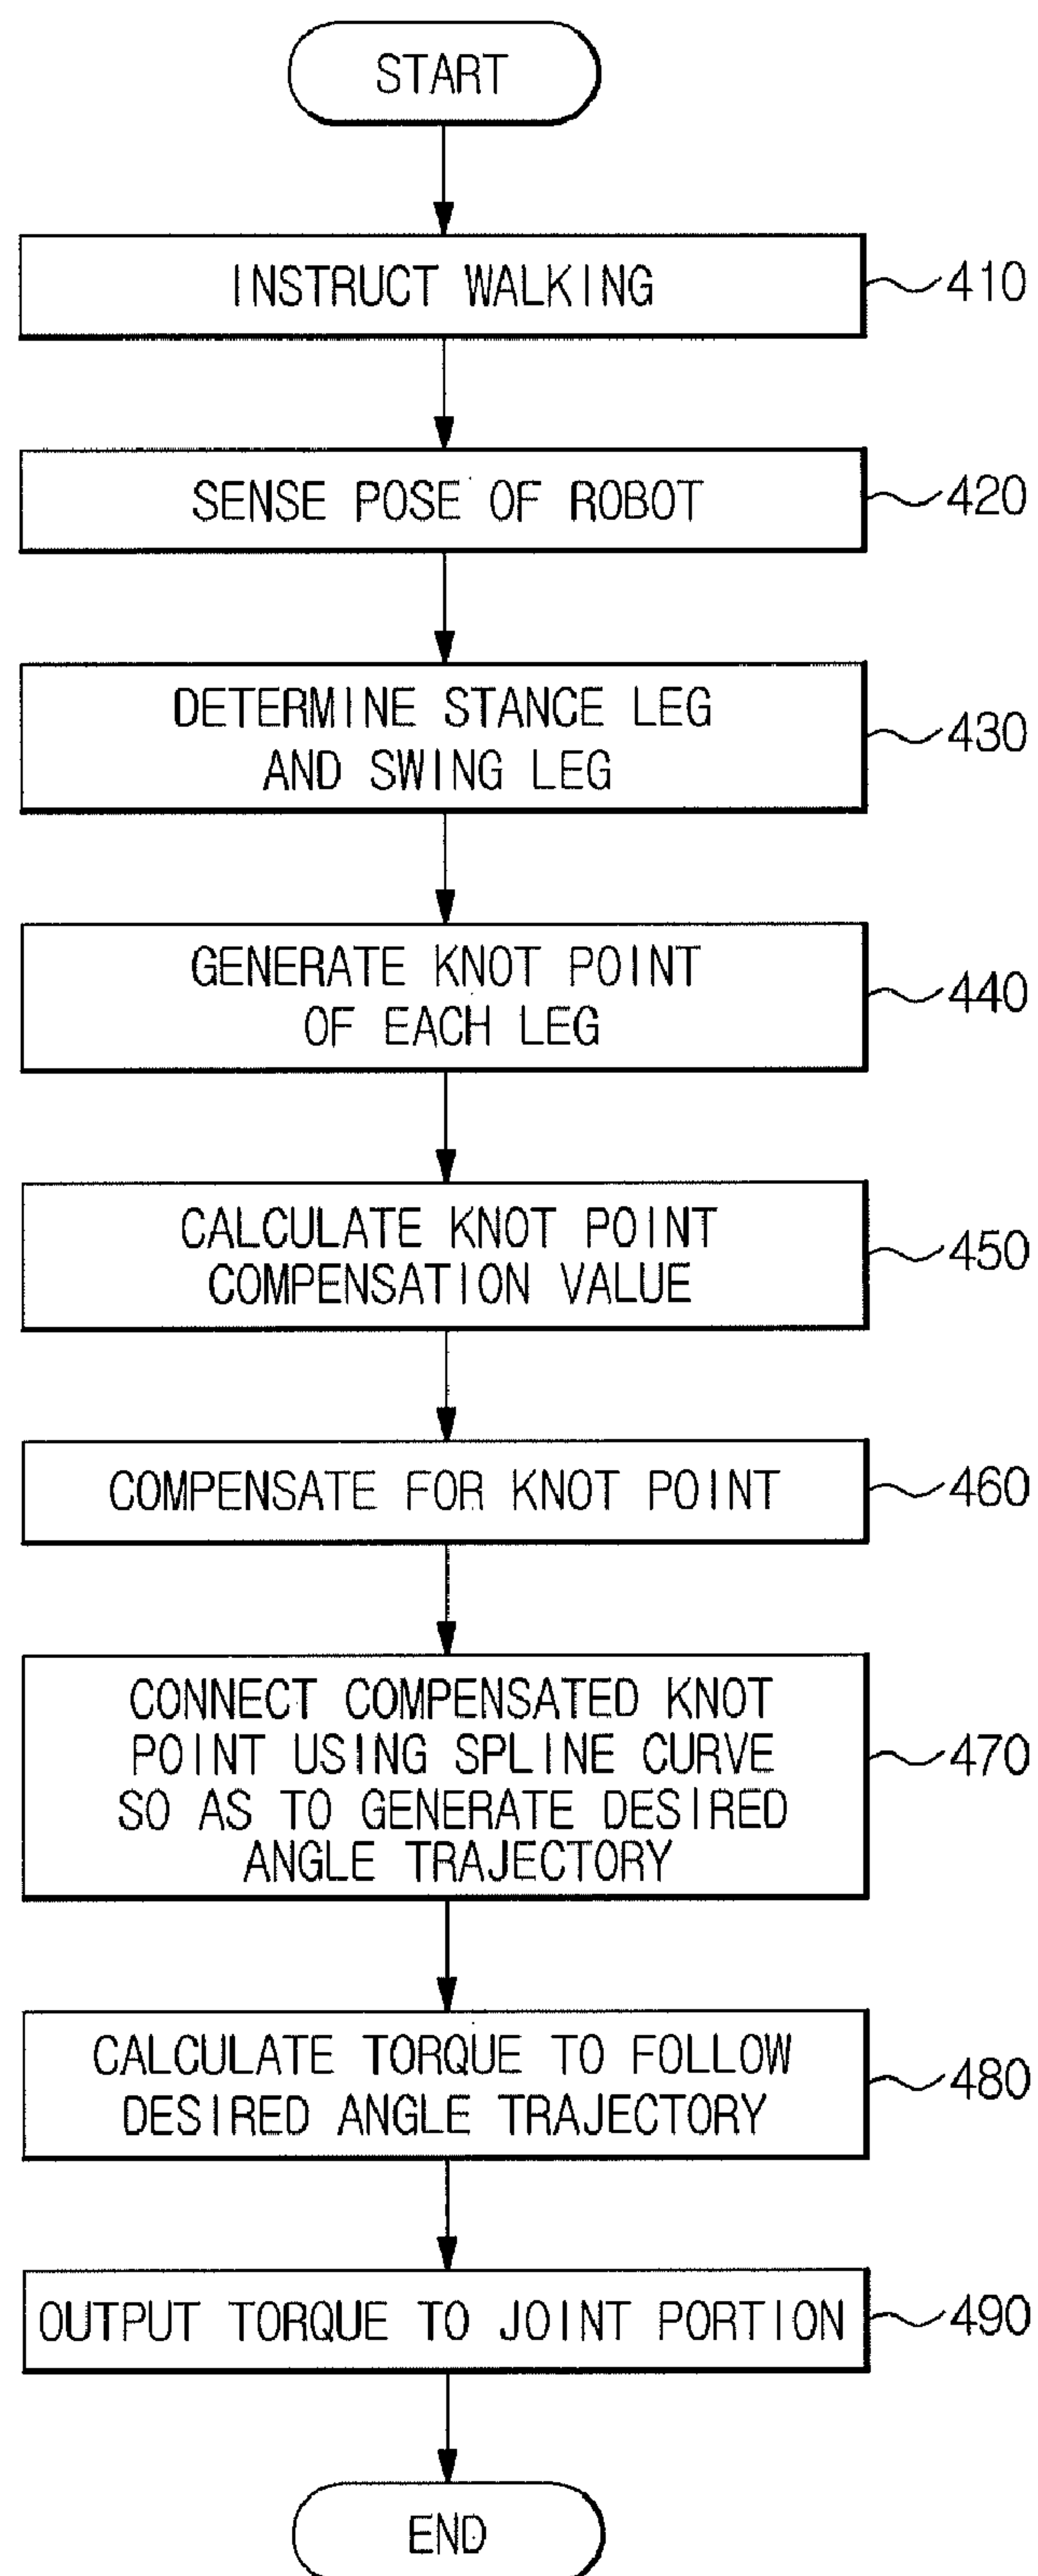 START
INSTRUCT WALKING
410
SENSE POSE OF ROBOT
420
DETERMINE STANCE LEG
AND SWING LEG
430
GENERATE KNOT POINT
OF EACH LEG
440
CALCULATE KNOT POINT
COMPENSATION VALUE
450
COMPENSATE FOR KNOT POINT
460
CONNECT COMPENSATED KNOT
POINT USING SPLINE CURVE
SO AS TO GENERATE DESIRED
ANGLE TRAJECTORY
470
CALCULATE TORQUE TO FOLLOW
DESIRED ANGLE TRAJECTORY
480
OUTPUT TORQUE TO JOINT PORTION
490
END